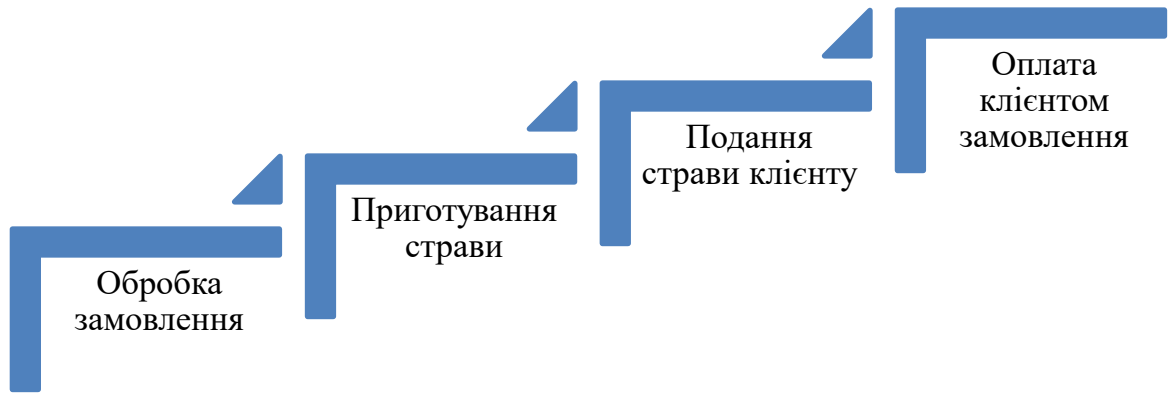 Обробка
замовлення
Приготування
страви
Подання
страви клієнту
Оплата
клієнтом
замовлення